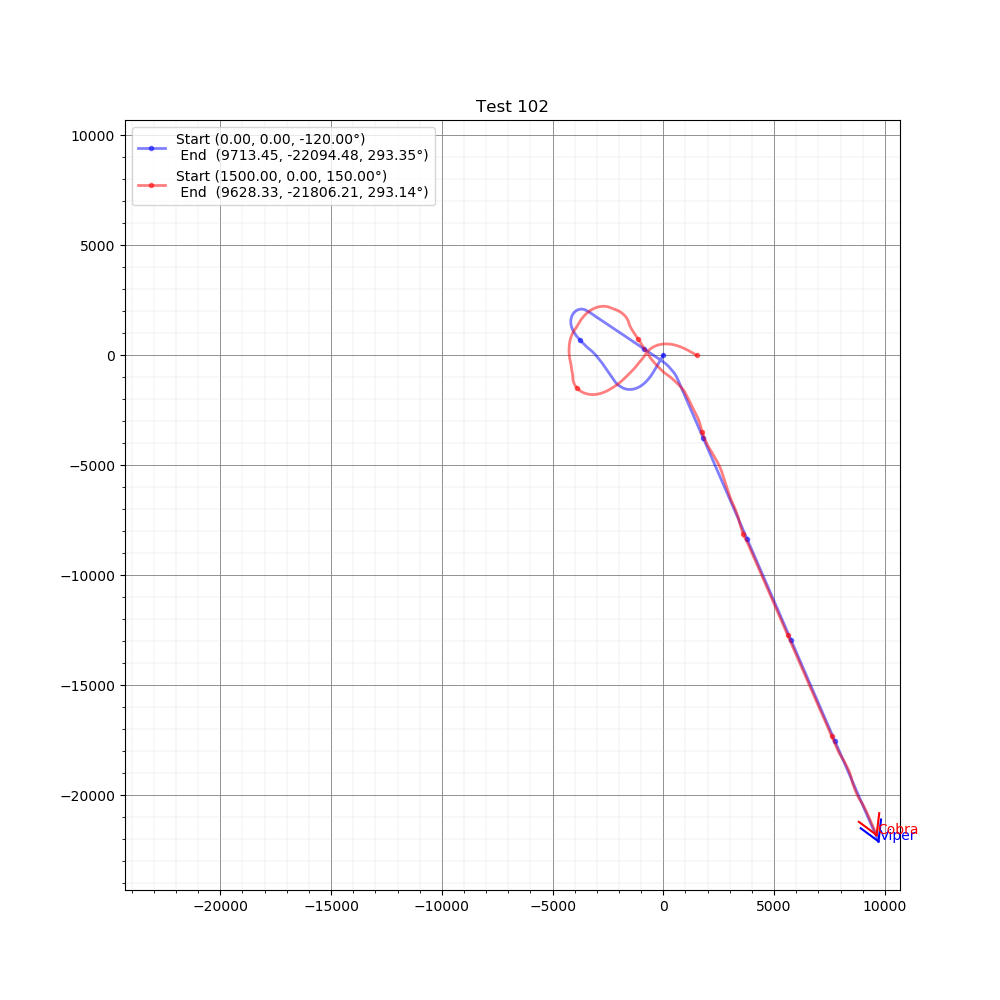 Test 102
Start (0.00, 0.00, -120.00°)
End (9713.45, -22094.48, 293.35°)
Start (1500.00, 0.00, 150.00°)
End (9628.33, -21806.21, 293.14°)
10000
5000
0
−5000
−10000
−15000
−20000
Cobra
Viper
−20000
−15000
−10000
−5000
0
5000
10000